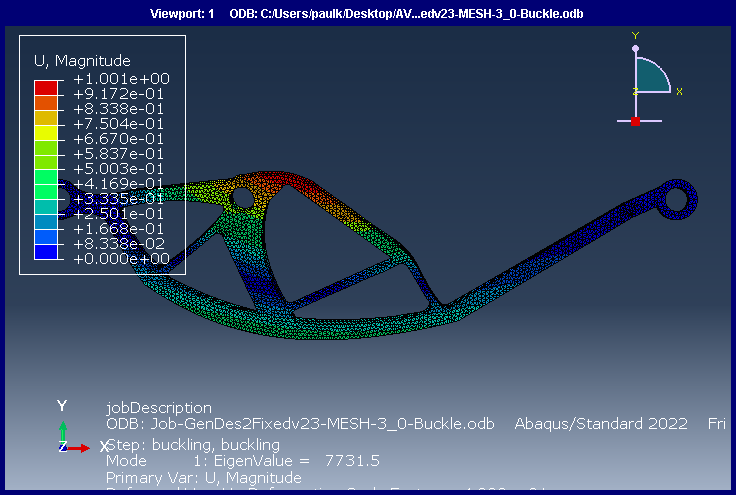 Viewport: 1 ODB: C:/Users/paulk/Desktop/AV...edv23-MESH-3_0-Buckle.odb
U, Magnitude
+1.001e+00
+9.172e-01
+8.338e-01
+7.504e-01
+6.670e-01
+5.837e-01
+5.003e-01
+4.169e-01
+3.335e-01
+2.501e-01
+1.668e-01
+8.338e-02
+0.000e+00
Y
Z X
Y
Z X
jobDescription
ODB: Job-GenDes2Fixedv23-MESH-3_0-Buckle.odb Abaqus/Standard 2022 Fri
Step: buckling, buckling
Mode 1: EigenValue = 7731.5
Primary Var: U, Magnitude